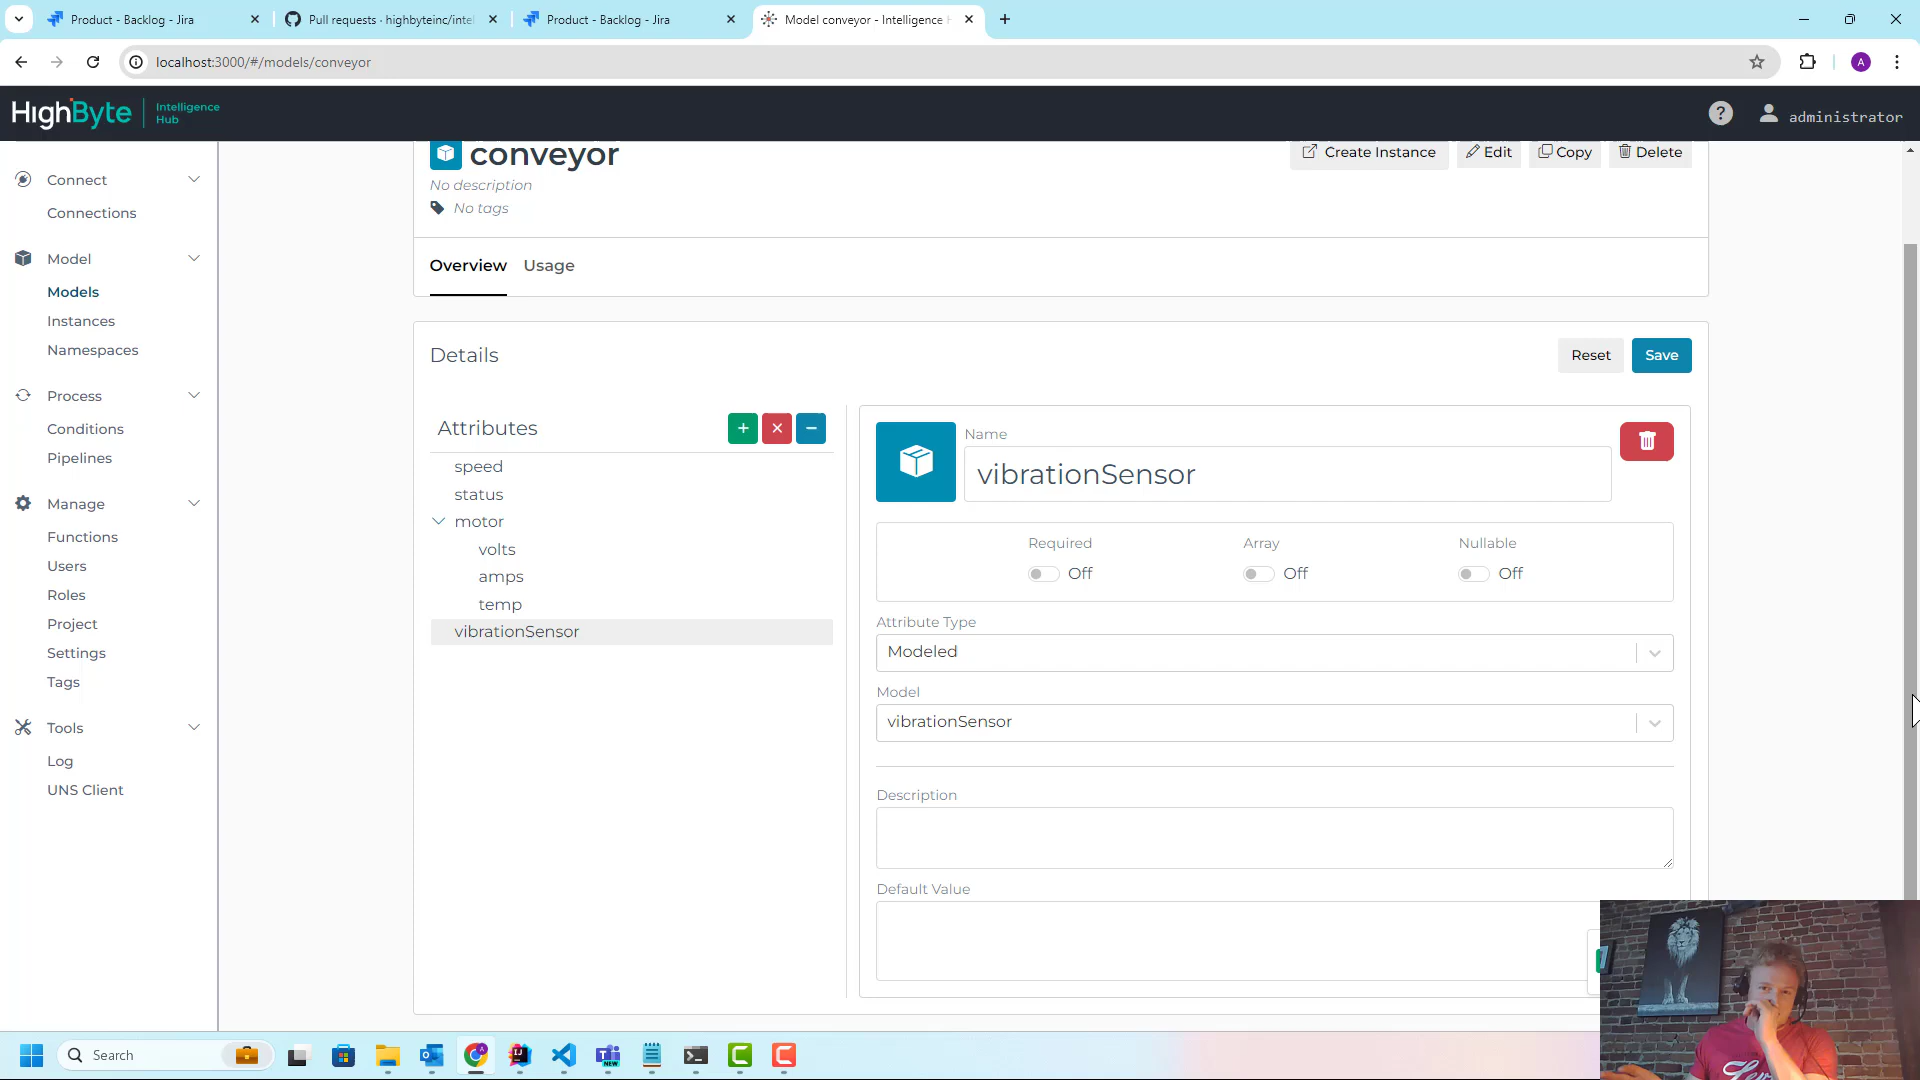 Product - Backlog - Jira
Pull requests · highbyteinc/intel
Product - Backlog - Jira
Model conveyor - Intelligence H
localhost:3000/#/models/conveyor
A
HighByte
Intelligence
Hub
?
administrator
Connect
Connections
Model
Models
Instances
Namespaces
Process
Conditions
Pipelines
Manage
Functions
Users
Roles
Project
Settings
Tags
Tools
Log
UNS Client
conveyor
Create Instance
Edit
Copy
Delete
No description
No tags
Overview
Usage
Details
Reset
Save
Attributes
speed
status
motor
volts
amps
temp
vibrationSensor
Name
vibrationSensor
Required
Off
Array
Off
Nullable
Off
Attribute Type
Modeled
Model
vibrationSensor
Description
Default Value
Search